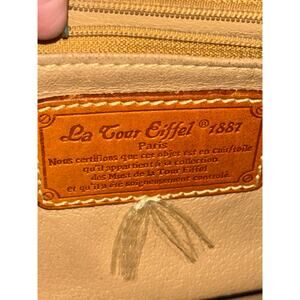 La Tour Eiffel ® 1887
Paris
Nous certifions que cet objet est en cuir/toile
qu'il appartient à la collection
des Must de la Tour Eiffel
et qu'il a été soigneusement controlé.